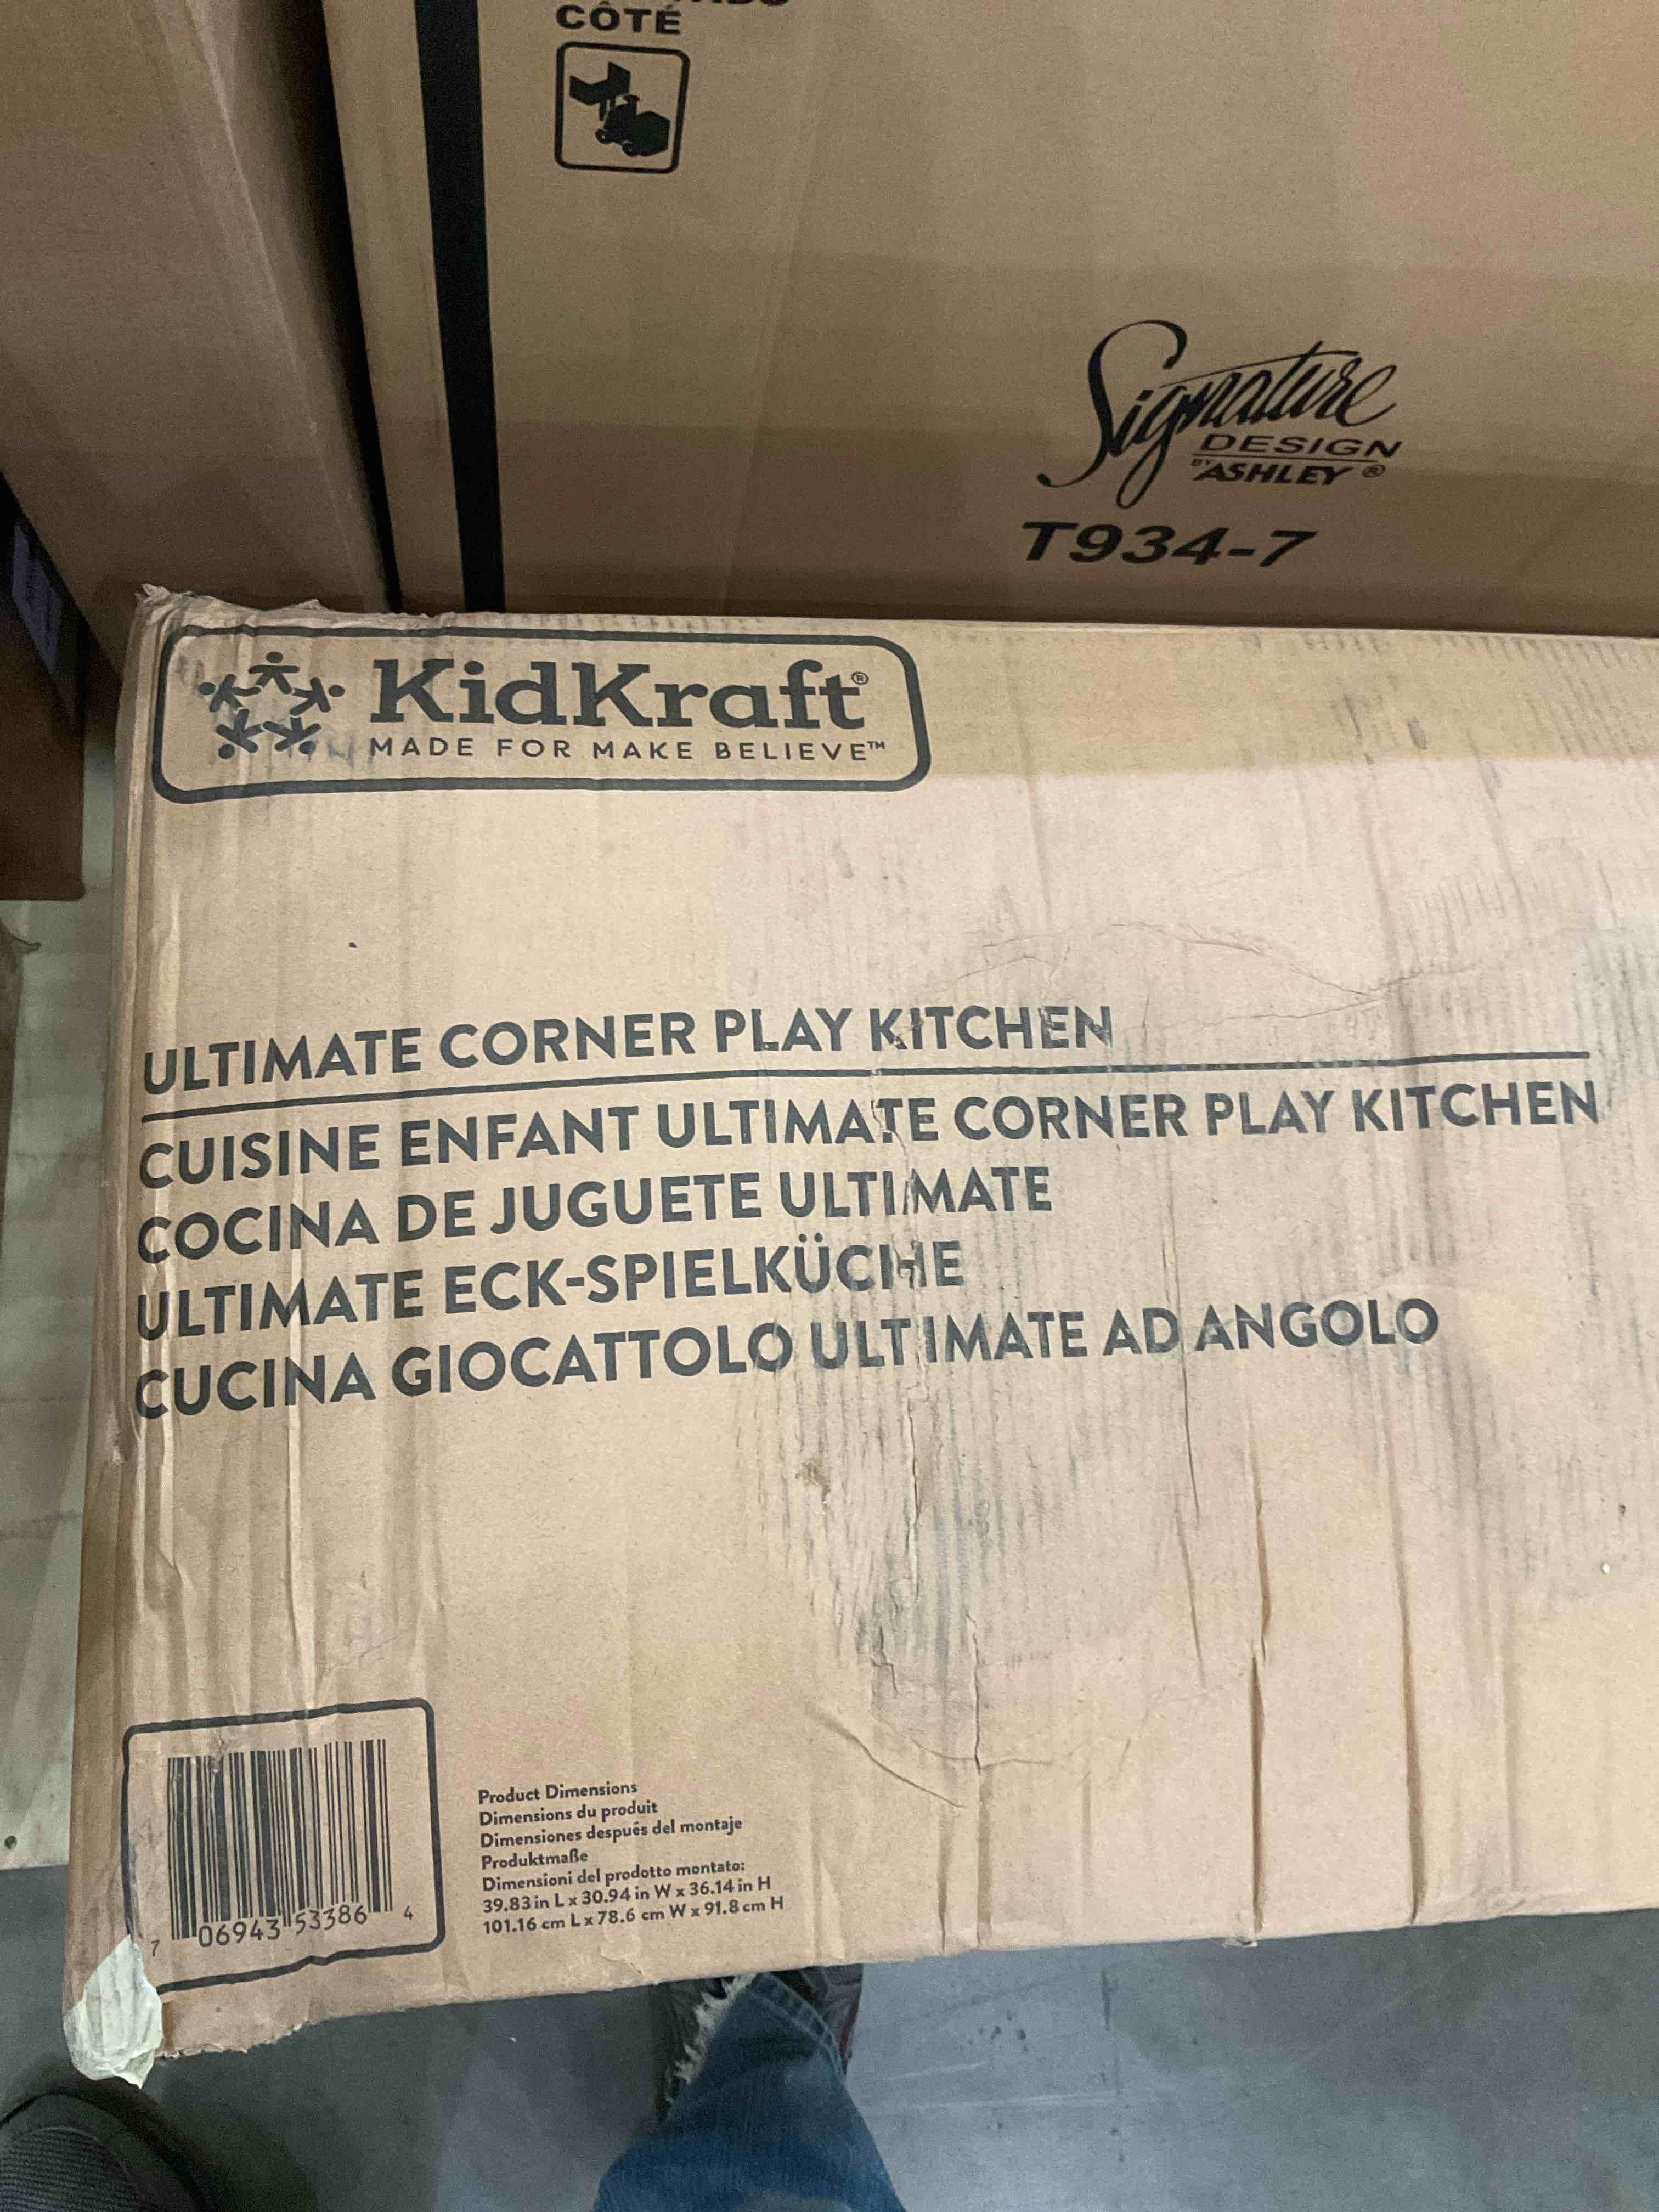 CÔTÉ
Signature
DESIGN
BY ASHLEY®
T934-7
KidKraft®
MADE FOR MAKE BELIEVE™
ULTIMATE CORNER PLAY KITCHEN
CUISINE ENFANT ULTIMATE CORNER PLAY KITCHEN
COCINA DE JUGUETE ULTIMATE
ULTIMATE ECK-SPIELKÜCHE
CUCINA GIOCATTOLO ULTIMATE AD ANGOLO
Product Dimensions
Dimensions du produit
Dimensiones después del montaje
Produktmaße
Dimensioni del prodotto montato:
39.83 in L x 30.94 in W x 36.14 in H
101.16 cm L x 78.6 cm W x 91.8 cm H
7 06943 53386 4